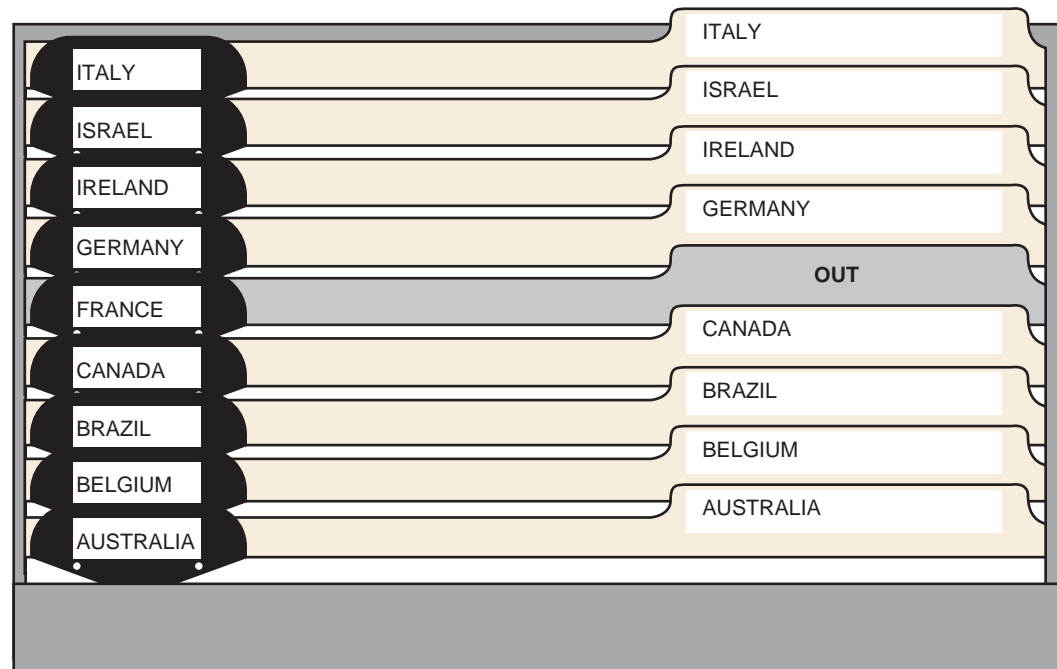 ITALY
ITALY
ISRAEL
ISRAEL
IRELAND
IRELAND
GERMANY
GERMANY
OUT
FRANCE
CANADA
CANADA
BRAZIL
BRAZIL
BELGIUM
BELGIUM
AUSTRALIA
AUSTRALIA